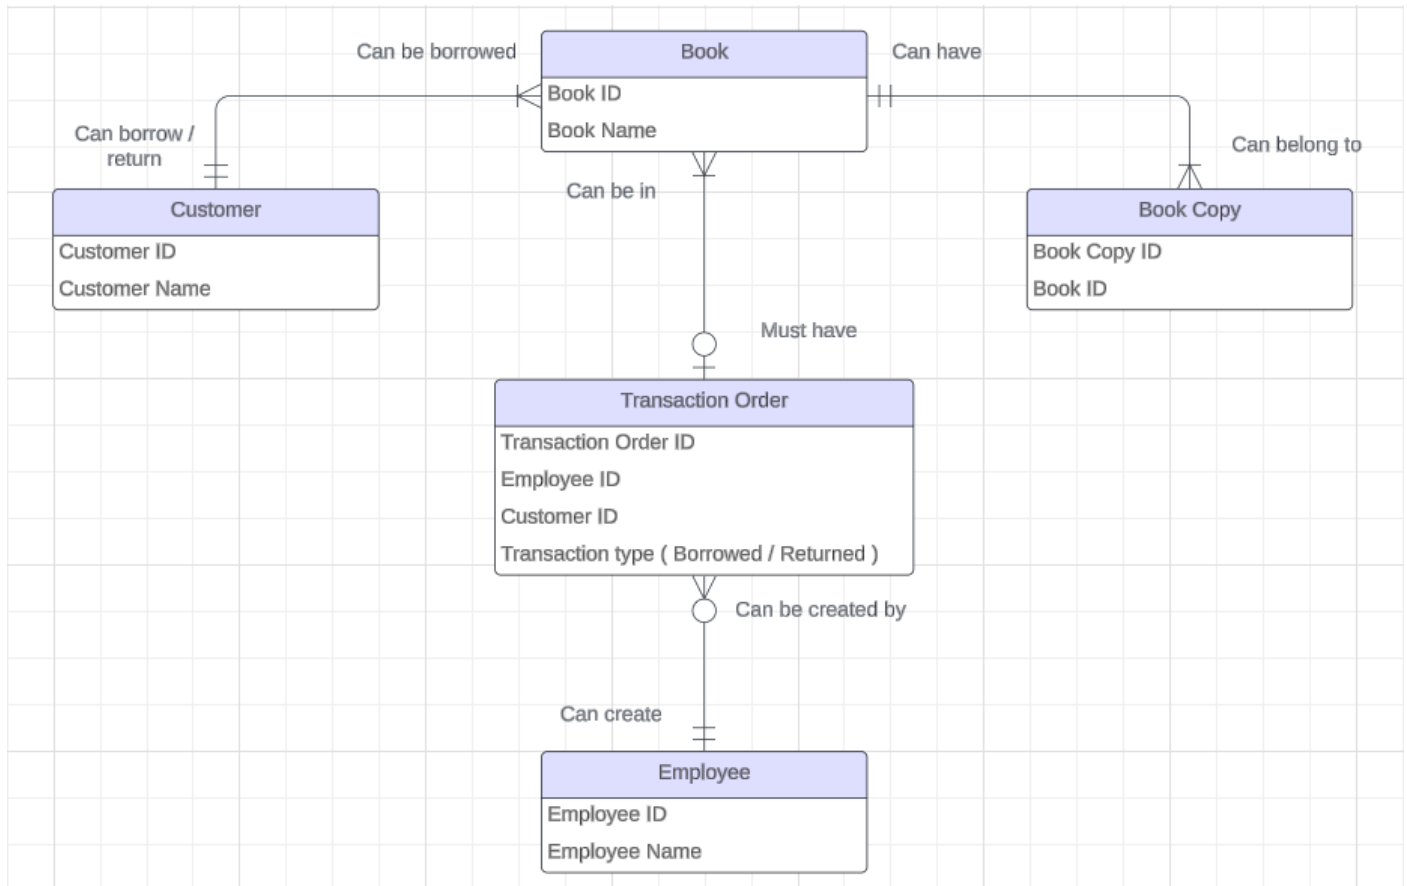 Can be borrowed
Book
Can have
Book ID
Book Name
Can borrow /
return
Can belong to
Can be in
Customer
Customer ID
Customer Name
Book Copy
Book Copy ID
Book ID
Must have
Transaction Order
Transaction Order ID
Employee ID
Customer ID
Transaction type ( Borrowed / Returned )
Can be created by
Can create
Employee
Employee ID
Employee Name